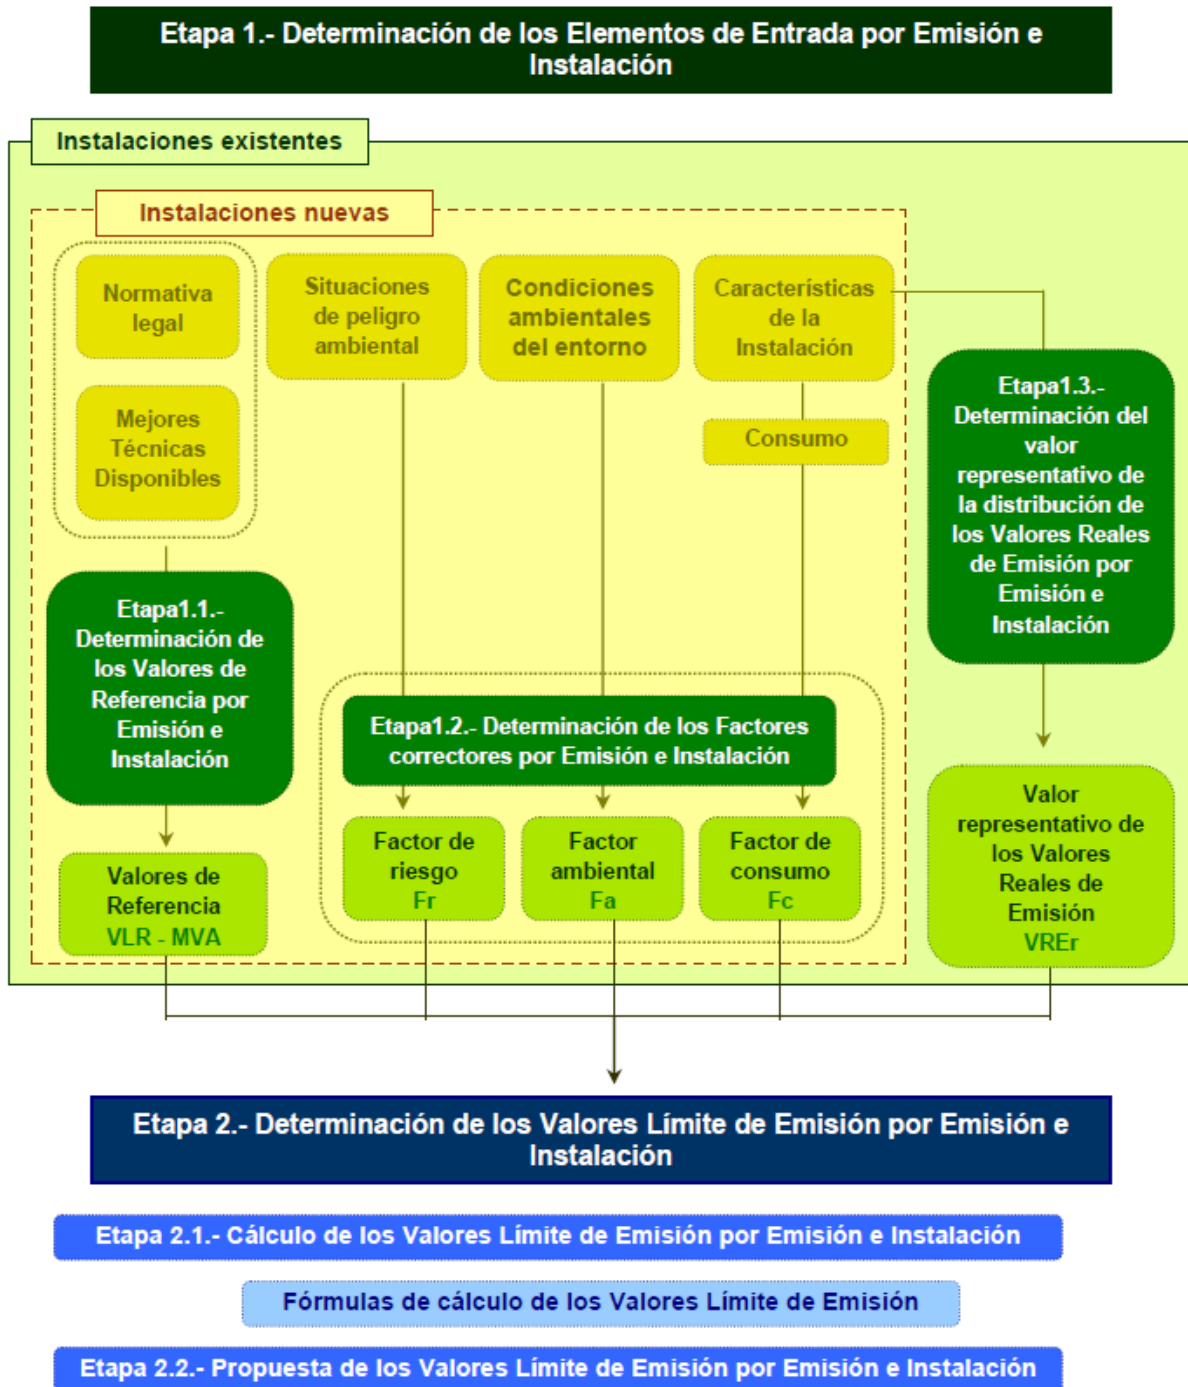 Etapa 1.- Determinación de los Elementos de Entrada por Emisión e
Instalación
Instalaciones existentes
Instalaciones nuevas
Normativa
legal
Mejores
Técnicas
Disponibles
Situaciones
de peligro
ambiental
Condiciones
ambientales
del entorno
Características
de la
Instalación
Consumo
Etapa1.3.-
Determinación del
valor
representativo de
la distribución de
los Valores Reales
de Emisión por
Emisión e
Instalación
Etapa1.1.-
Determinación de
los Valores de
Referencia por
Emisión e
Instalación
Etapa1.2.- Determinación de los Factores
correctores por Emisión e Instalación
Valores de
Referencia
VLR - MVA
Factor de
riesgo
Fr
Factor
ambiental
Fa
Factor de
consumo
Fc
Valor
representativo de
los Valores
Reales de
Emisión
VREr
Etapa 2.- Determinación de los Valores Límite de Emisión por Emisión e
Instalación
Etapa 2.1.- Cálculo de los Valores Límite de Emisión por Emisión e Instalación
Fórmulas de cálculo de los Valores Límite de Emisión
Etapa 2.2.- Propuesta de los Valores Límite de Emisión por Emisión e Instalación